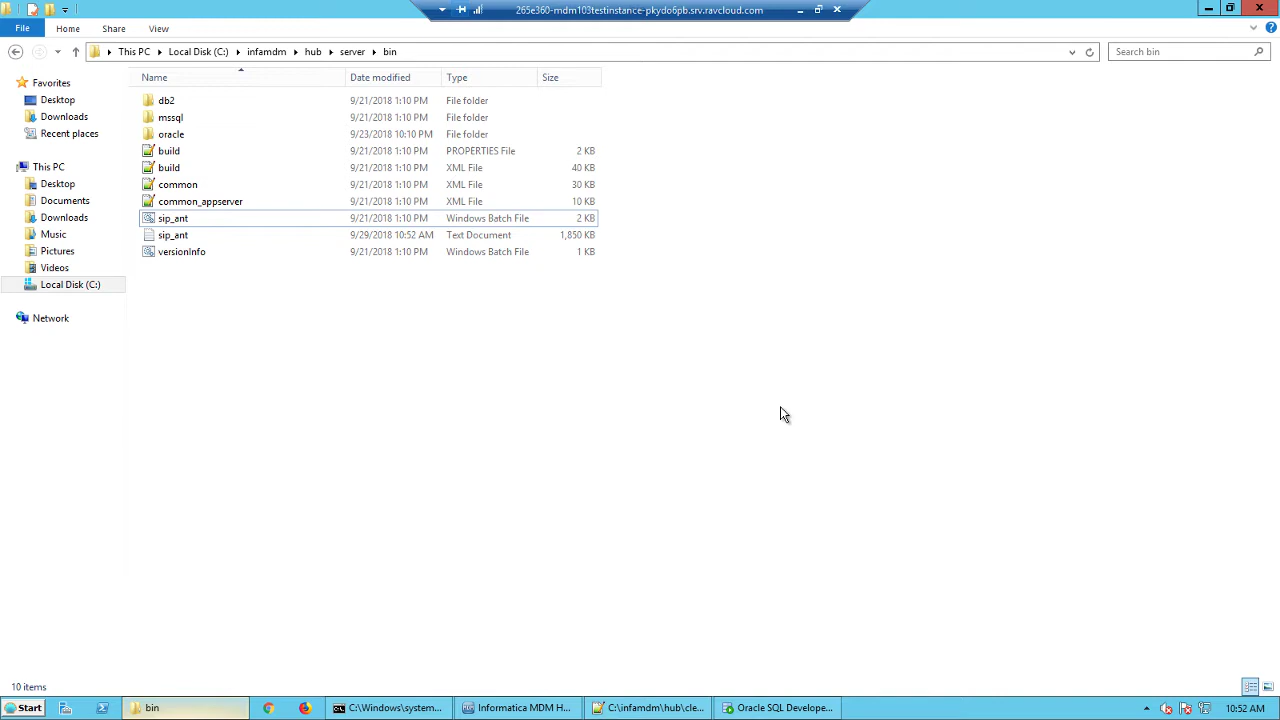 265e360-mdm103testinstance-pkydo6pb.srv.ravcloud.com
File Home Share View
This PC Local Disk (C:) infamdm hub server bin
Search bin
Name Date modified Type Size
Favorites
Desktop
Downloads
Recent places
This PC
Desktop
Documents
Downloads
Music
Pictures
Videos
Local Disk (C:)
Network
db2 9/21/2018 1:10 PM File folder
mssql 9/21/2018 1:10 PM File folder
oracle 9/23/2018 10:10 PM File folder
build 9/21/2018 1:10 PM PROPERTIES File 2 KB
build 9/21/2018 1:10 PM XML File 40 KB
common 9/21/2018 1:10 PM XML File 30 KB
common_appserver 9/21/2018 1:10 PM XML File 10 KB
sip_ant 9/21/2018 1:10 PM Windows Batch File 2 KB
sip_ant 9/29/2018 10:52 AM Text Document 1,850 KB
versionInfo 9/21/2018 1:10 PM Windows Batch File 1 KB
10 items
Start bin C:\Windows\system... Informatica MDM H... C:\infamdm\hub\cle... Oracle SQL Develope... 10:52 AM